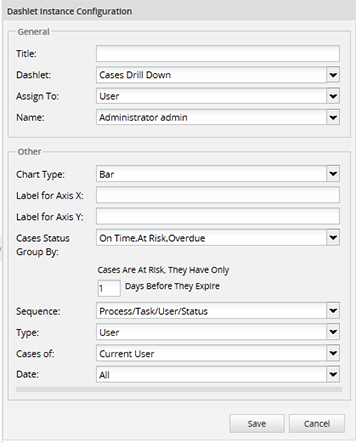 Dashlet Instance Configuration
General
Title:
Dashlet: Cases Drill Down
Assign To: User
Name: Administrator admin
Other
Chart Type: Bar
Label for Axis X:
Label for Axis Y:
Cases Status Group By: On Time,At Risk,Overdue
Cases Are At Risk, They Have Only
1 Days Before They Expire
Sequence: Process/Task/User/Status
Type: User
Cases of: Current User
Date: All
Save Cancel